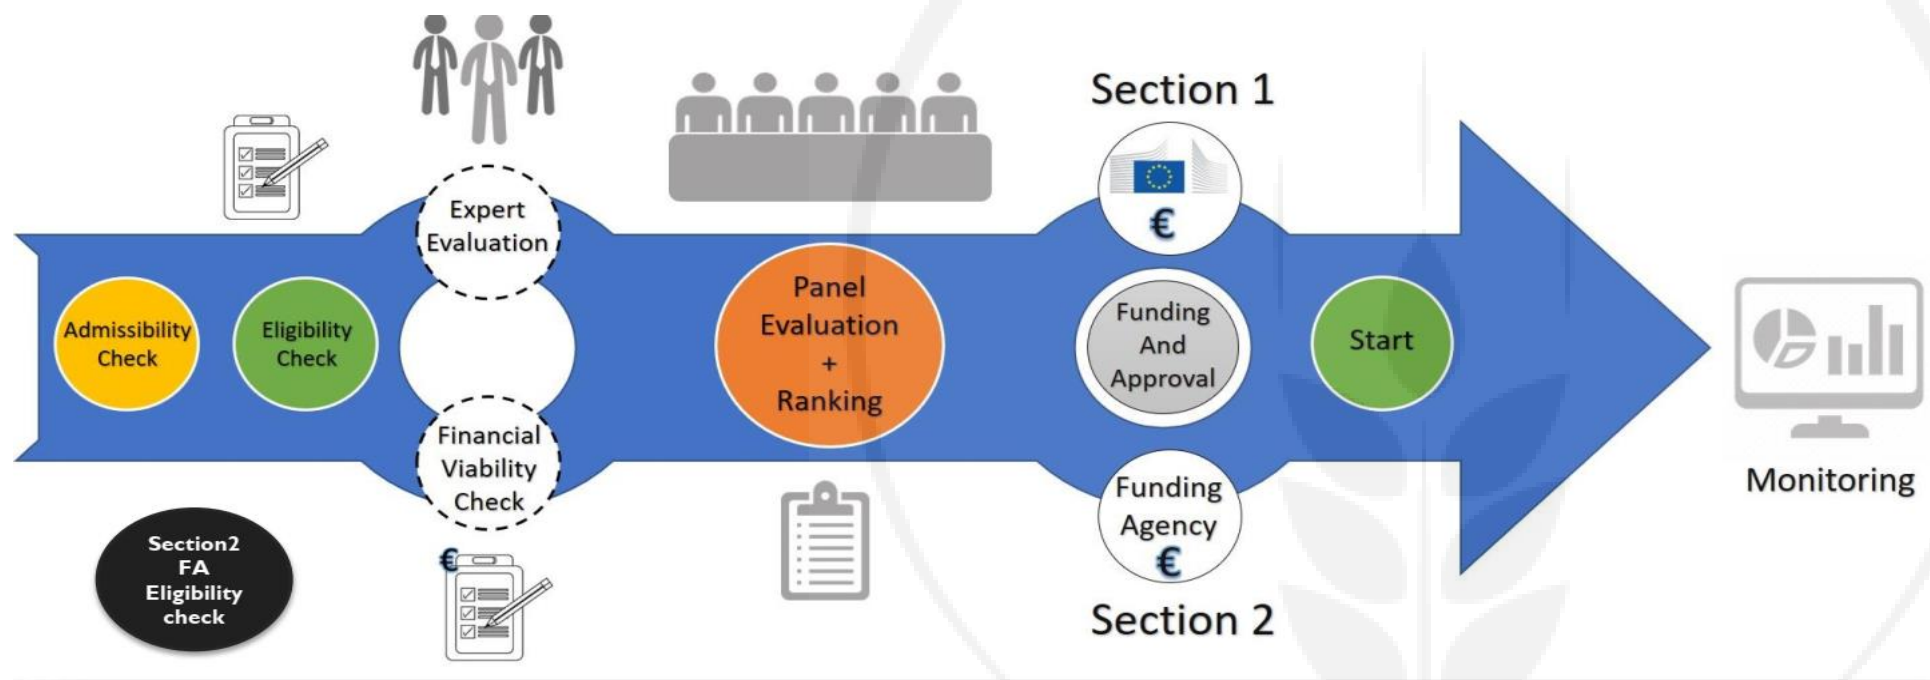 Admissibility
Check
Eligibility
Check
Section2
FA
Eligibility
check
Expert
Evaluation
Financial
Viability
Check
€
Panel
Evaluation
+
Ranking
Section 1
€
Funding
And
Approval
Funding
Agency
€
Section 2
Start
Monitoring